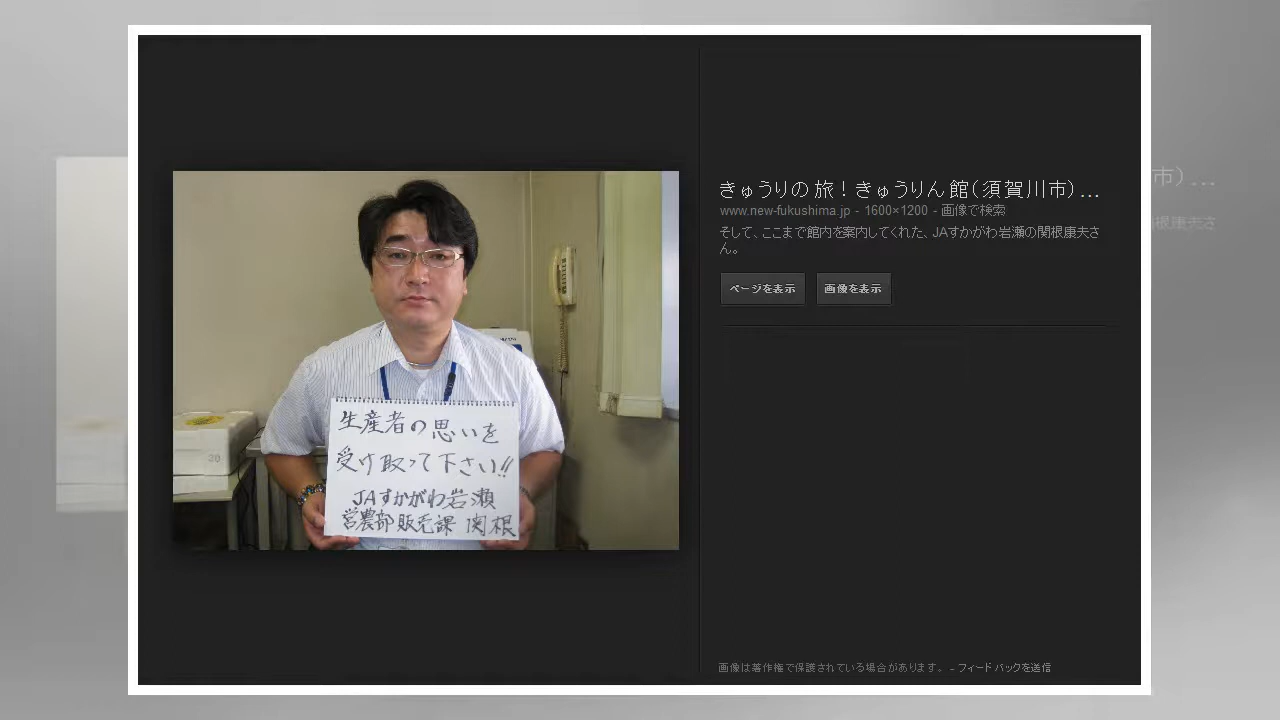 きゅうりの旅！きゅうりん館（須賀川市）...
www.new-fukushima.jp - 1600×1200 - 画像で検索
そして、ここまで館内を案内してくれた、JAすかがわ岩瀬の関根康夫さ
ん。
ページを表示 画像を表示
生産者の思いを
受け取って下さい!!
JAすかがわ岩瀬
営農部販売課 関根
20
市）...
根康夫さ
画像は著作権で保護されている場合があります。 - フィードバックを送信